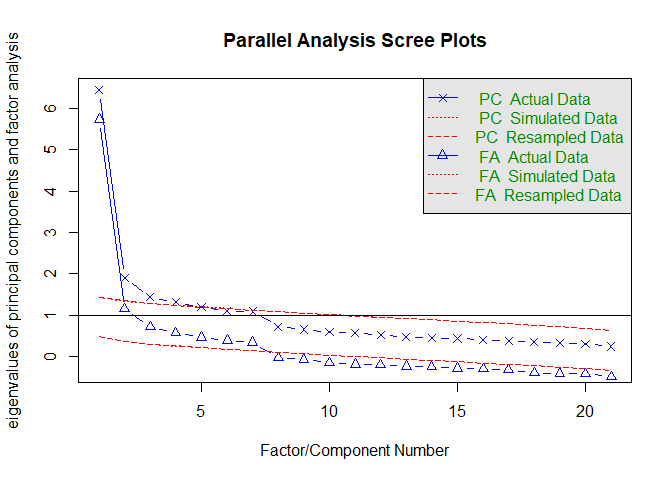 Parallel Analysis Scree Plots
eigenvalues of principal components and factor analysis
6
5
4
3
2
1
0
PC  Actual Data
PC  Simulated Data
PC  Resampled Data
FA  Actual Data
FA  Simulated Data
FA  Resampled Data
5
10
15
20
Factor/Component Number